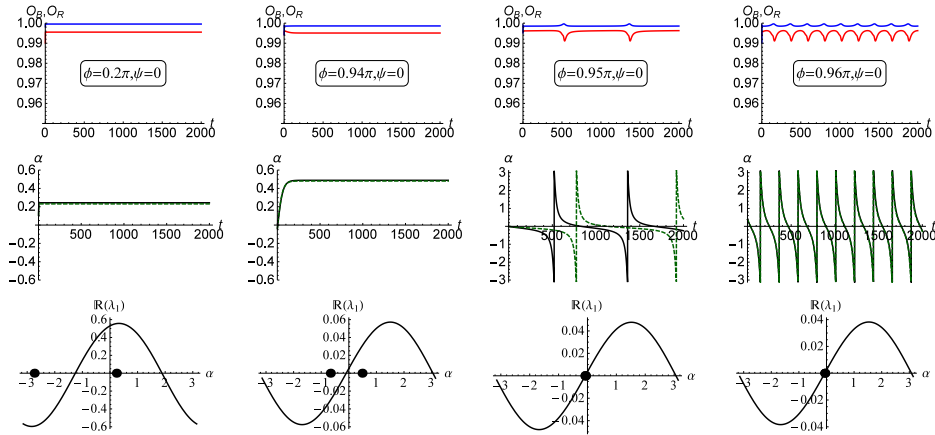 O_B,O_R O_B,O_R O_B,O_R O_B,O_R
1.00 1.00 1.00 1.00
0.99 0.99 0.99 0.99
0.98 0.98 0.98 0.98
ϕ=0.2π,ψ=0 ϕ=0.94π,ψ=0 ϕ=0.95π,ψ=0 ϕ=0.96π,ψ=0
0.97 0.97 0.97 0.97
0.96 0.96 0.96 0.96
t t t t
0 500 1000 1500 2000 0 500 1000 1500 2000 0 500 1000 1500 2000 0 500 1000 1500 2000
α α α α
0.6 0.6 3 3
0.4 0.4 2 2
0.2 0.2 1 1
t t t t
500 1000 1500 2000 500 1000 1500 2000 500 1000 1500 2000 500 1000 1500 2000
-0.2 -0.2 -1 -1
-0.4 -0.4 -2 -2
-3 -3
ℝ(λ₁) ℝ(λ₁) ℝ(λ₁) ℝ(λ₁)
0.6 0.06 0.04 0.04
0.4 0.04
0.2 0.02 0.02 0.02
-3 -2 -1 1 2 3 α -3 -2 -1 1 2 3 α -3 -2 -1 1 2 3 α -3 -2 -1 1 2 3 α
-0.2 -0.02 -0.02 -0.02
-0.4 -0.04 -0.04 -0.04
-0.6 -0.06